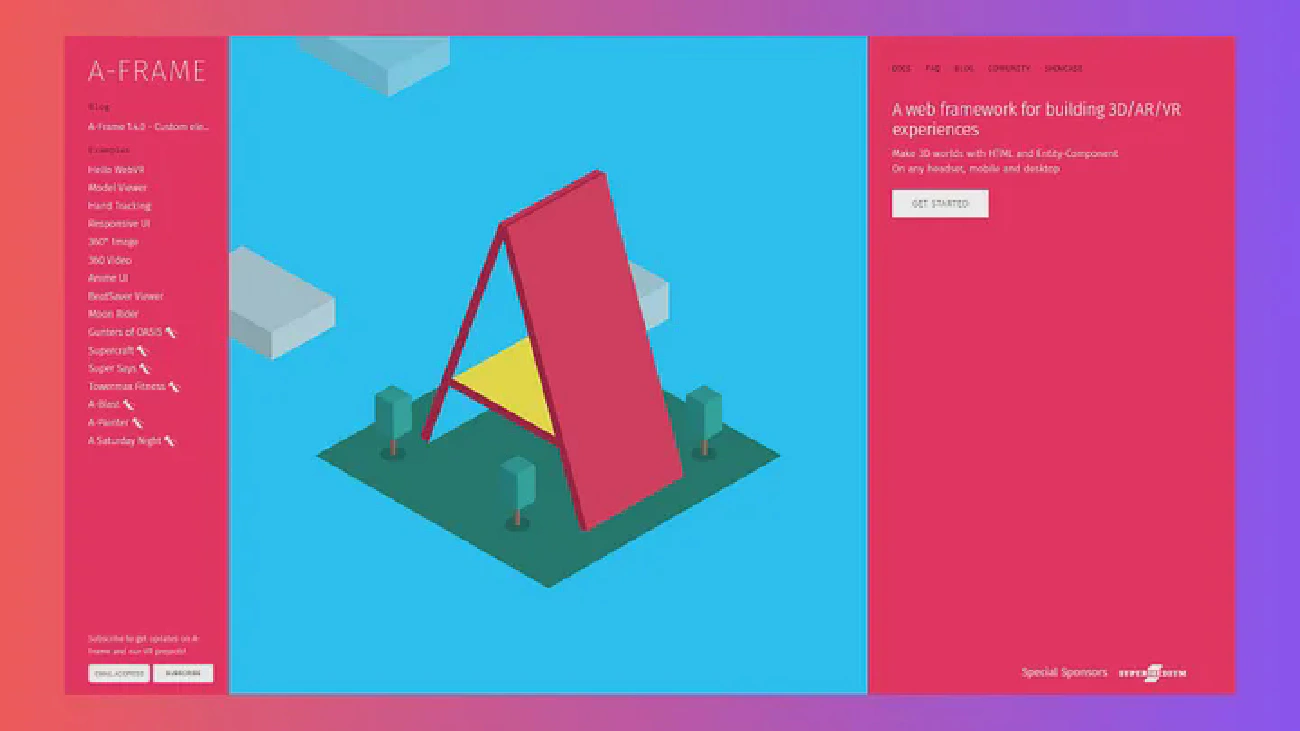 A-FRAME
Blog
A-Frame 1.4.0 - Custom ele...
Examples
Hello WebVR
Model Viewer
Hand Tracking
Responsive UI
360° Image
360 Video
Anime UI
BeatSaver Viewer
Moon Rider
Gunters of OASIS
Supercraft
Super Says
Towermax Fitness
A-Blast
A-Painter
A Saturday Night
Subscribe to get updates on A-
Frame and our VR projects!
EMAIL ADDRESS
SUBSCRIBE
DOCS FAQ BLOG COMMUNITY SHOWCASE
A web framework for building 3D/AR/VR
experiences
Make 3D worlds with HTML and Entity-Component
On any headset, mobile and desktop
GET STARTED
Special Sponsors SUPERMEDIUM